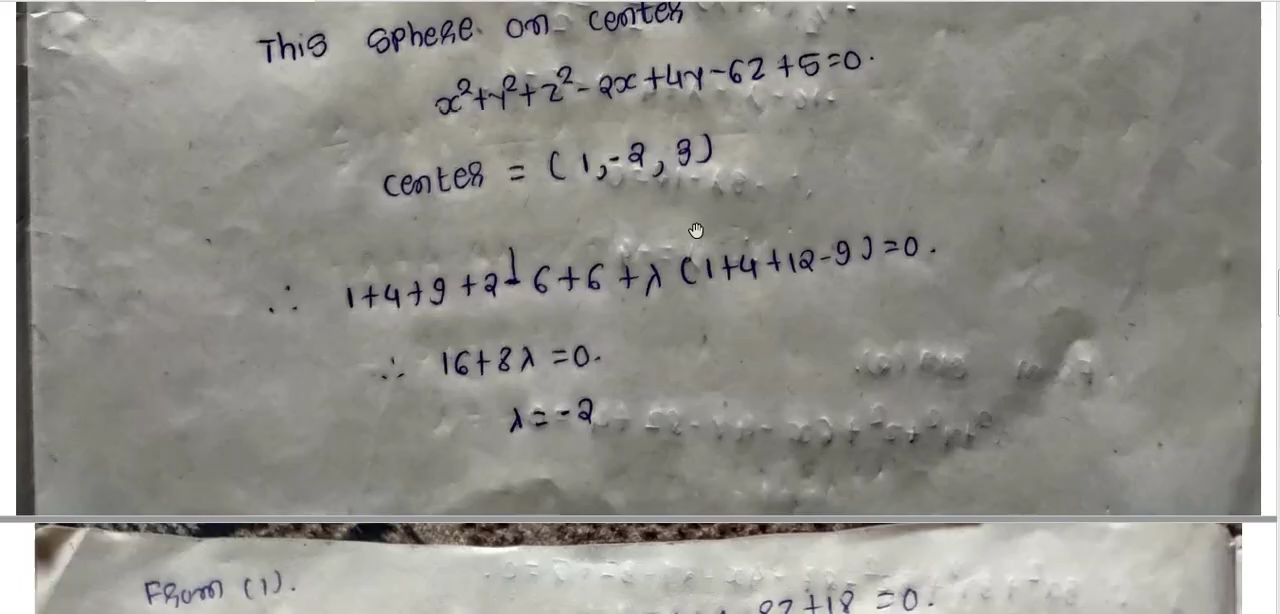 This sphere on center
x²+y²+z²-2x+4y-6z+5=0.
center = (1,-2,3)
∴ 1+4+9+2-6+6+λ(1+4+12-9)=0.
∴ 16+8λ=0.
λ=-2
From (1).
8z+18=0.